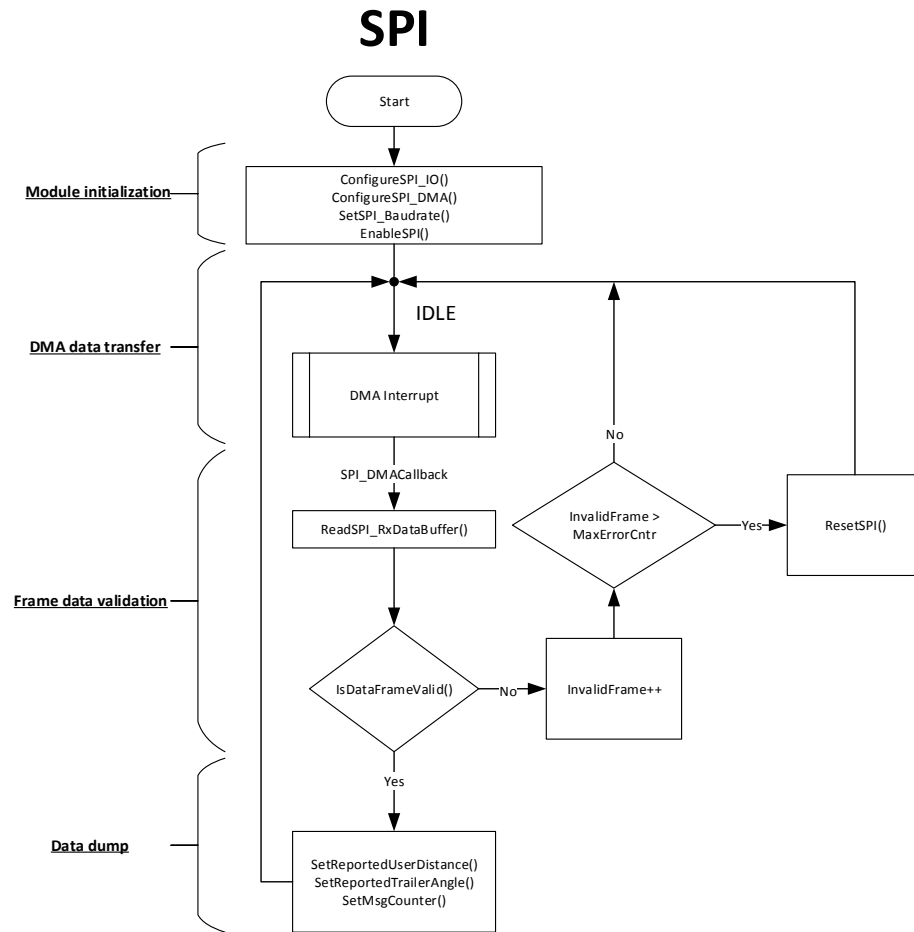 SPI
Start
Module initialization
ConfigureSPI_IO()
ConfigureSPI_DMA()
SetSPI_Baudrate()
EnableSPI()
IDLE
DMA data transfer
DMA Interrupt
No
SPI_DMACallback
ReadSPI_RxDataBuffer()
InvalidFrame >
MaxErrorCntr
Yes
ResetSPI()
Frame data validation
IsDataFrameValid()
No
InvalidFrame++
Yes
Data dump
SetReportedUserDistance()
SetReportedTrailerAngle()
SetMsgCounter()